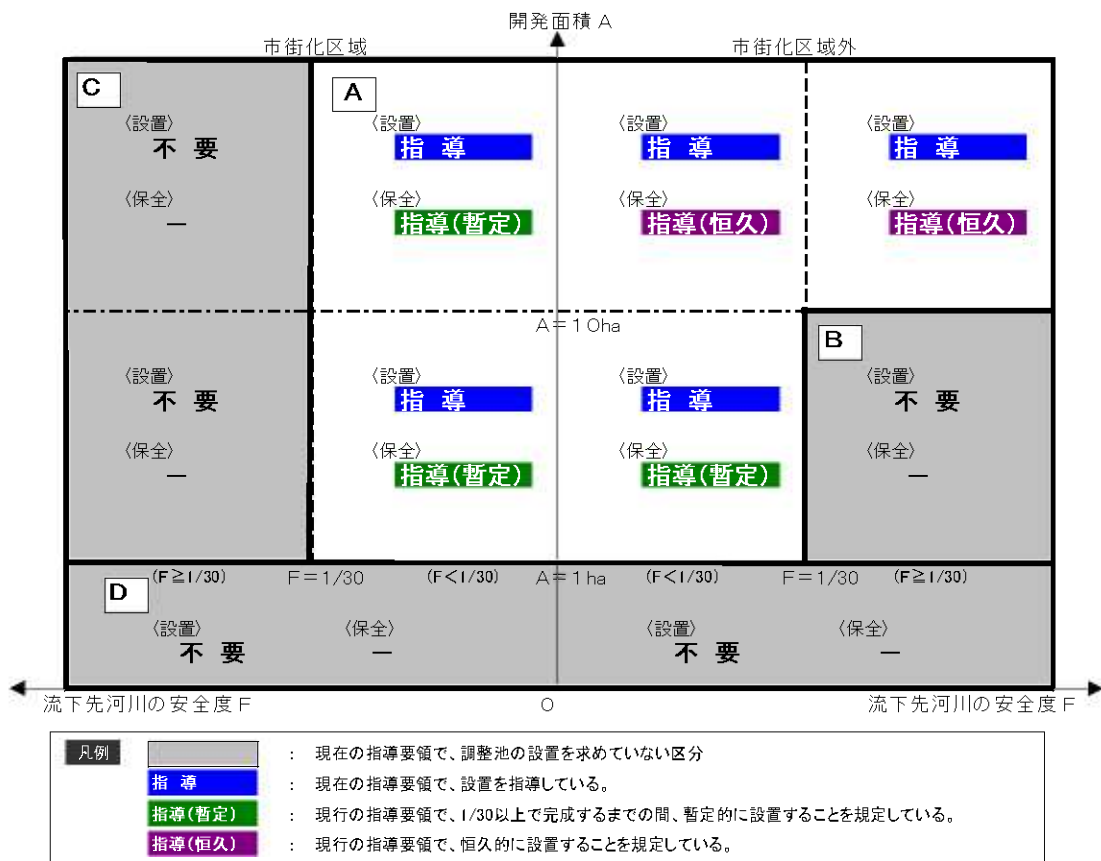 開発面積 A
市街化区域 市街化区域外
C A
〈設置〉 〈設置〉 〈設置〉 〈設置〉
不 要 指 導 指 導 指 導
〈保全〉 〈保全〉 〈保全〉 〈保全〉
― 指導(暫定) 指導(恒久) 指導(恒久)
A=10ha
B
〈設置〉 〈設置〉 〈設置〉 〈設置〉
不 要 指 導 指 導 不 要
〈保全〉 〈保全〉 〈保全〉 〈保全〉
― 指導(暫定) 指導(暫定) ―
(F≧1/30) F=1/30 (F<1/30) A=1ha (F<1/30) F=1/30 (F≧1/30)
D
〈設置〉 〈保全〉 〈設置〉 〈保全〉
不 要 ― 不 要 ―
流下先河川の安全度F O 流下先河川の安全度F
凡例 : 現在の指導要領で、調整池の設置を求めていない区分
指 導 : 現在の指導要領で、設置を指導している。
指導(暫定) : 現行の指導要領で、1/30以上で完成するまでの間、暫定的に設置することを規定している。
指導(恒久) : 現行の指導要領で、恒久的に設置することを規定している。